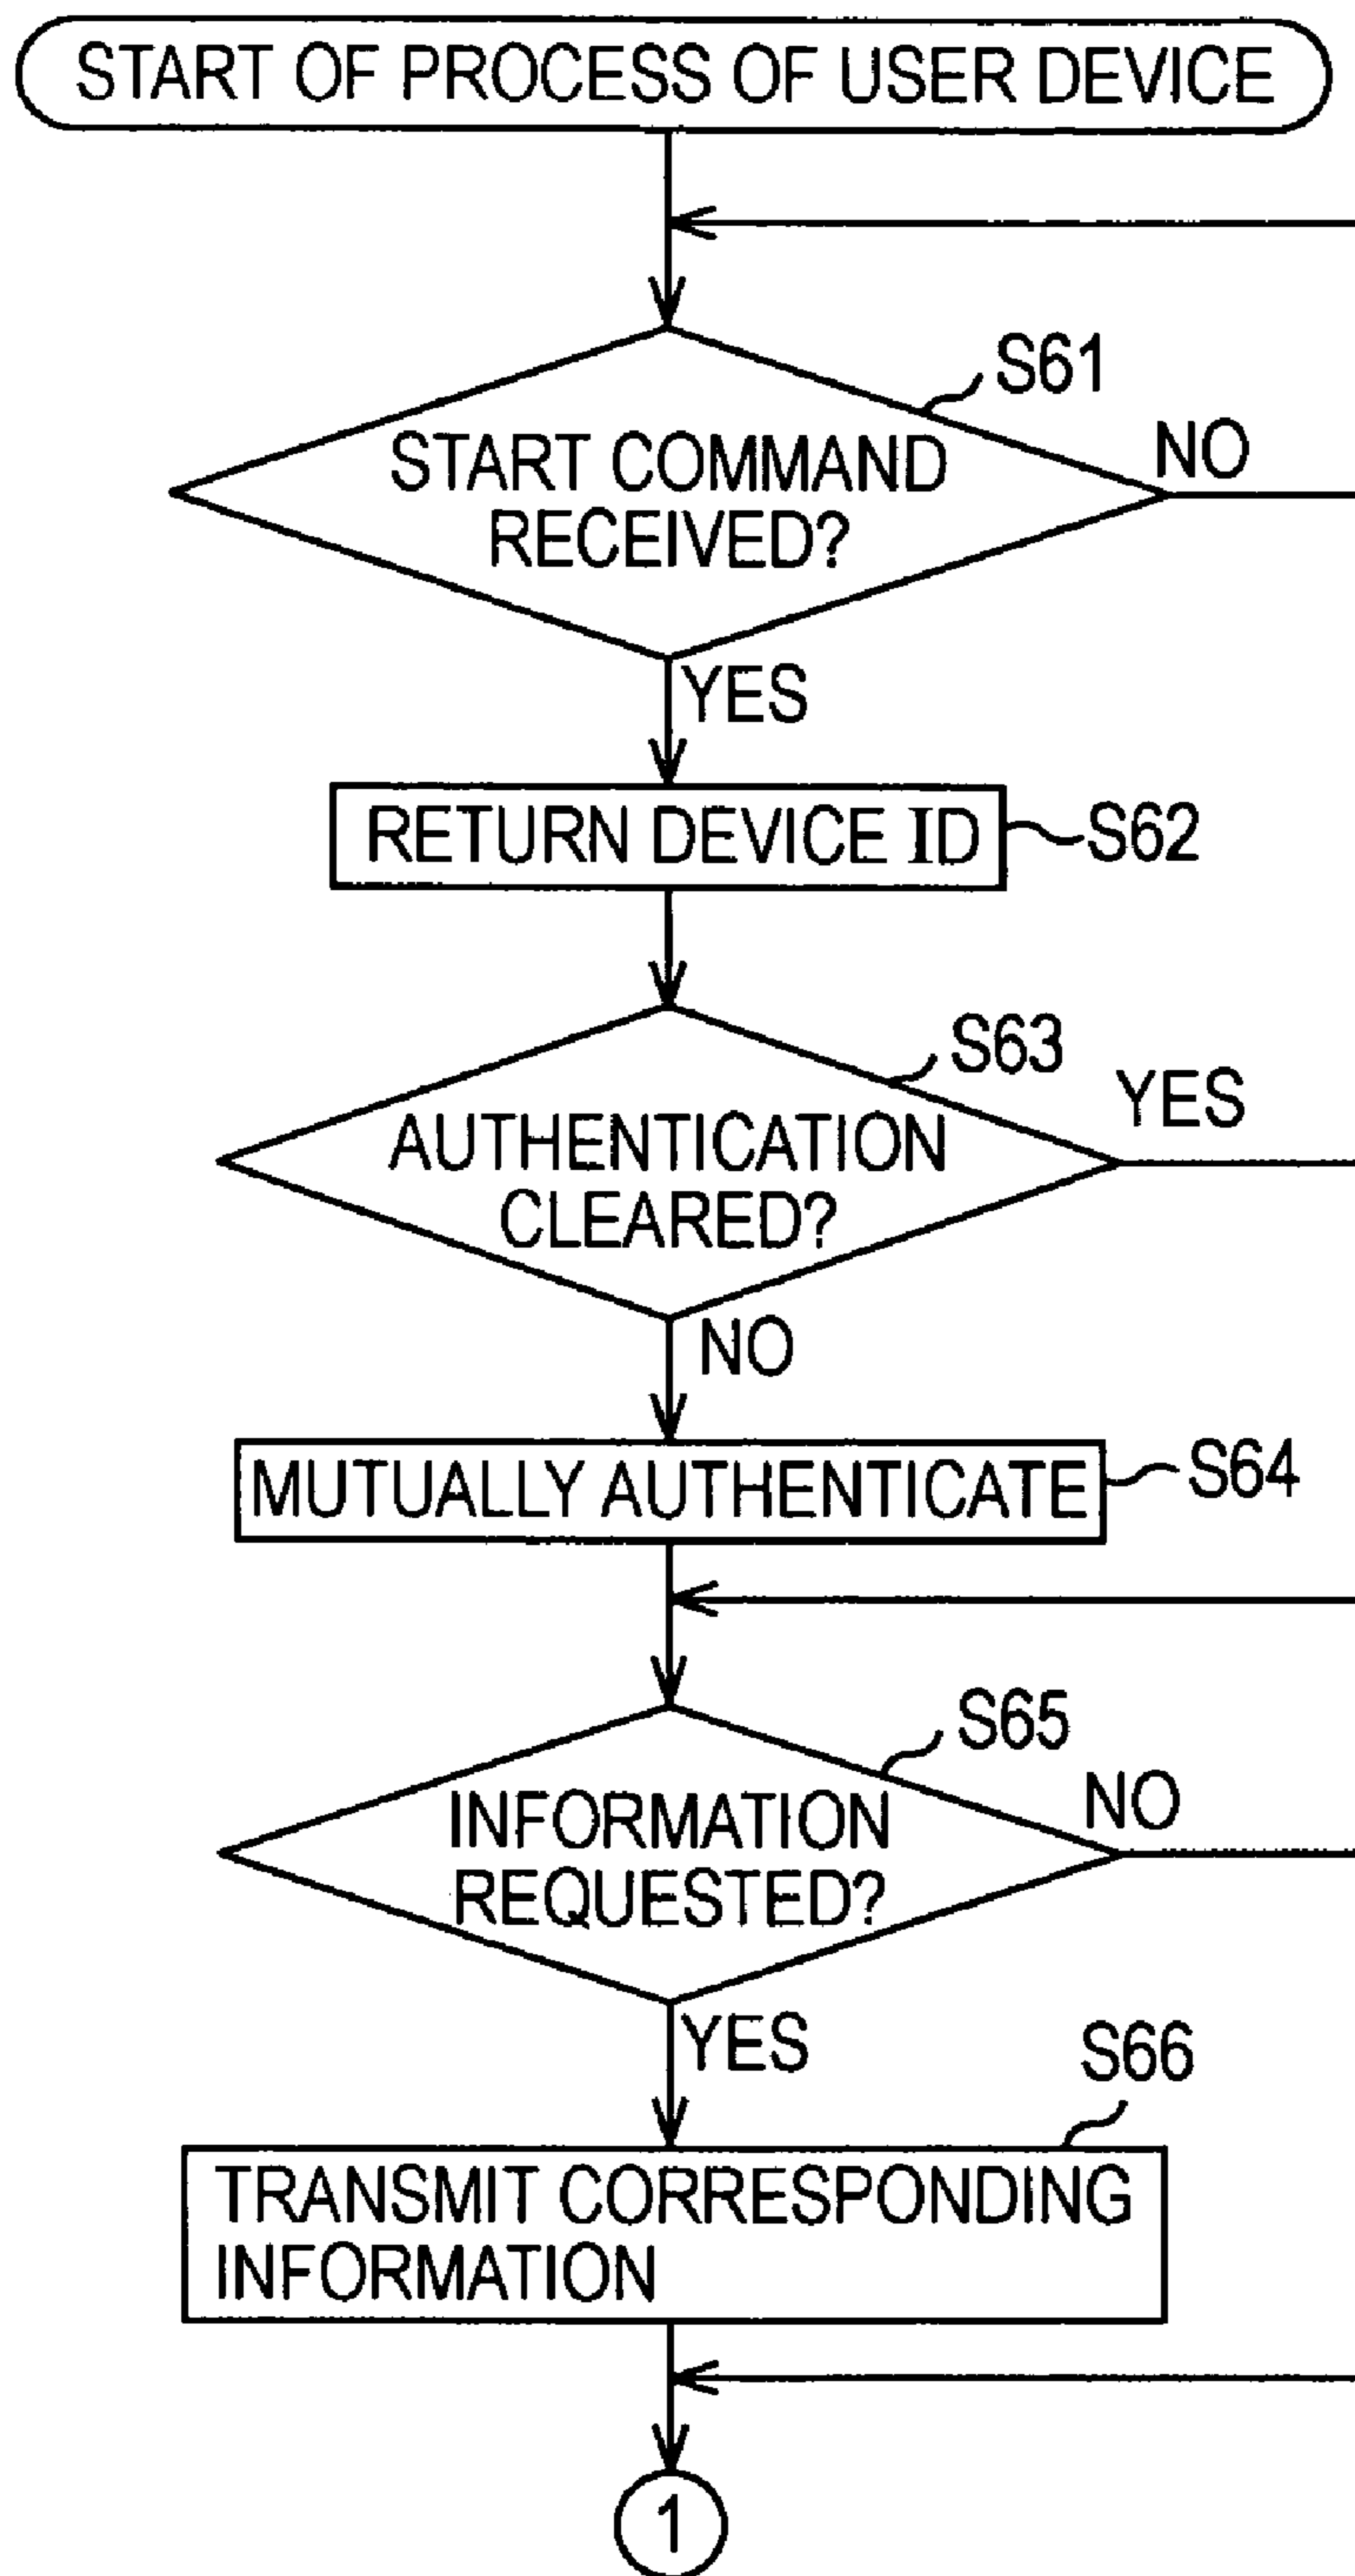 START OF PROCESS OF USER DEVICE
S61
START COMMAND
RECEIVED?
NO
YES
RETURN DEVICE ID
S62
S63
AUTHENTICATION
CLEARED?
YES
NO
MUTUALLY AUTHENTICATE
S64
S65
INFORMATION
REQUESTED?
NO
YES
S66
TRANSMIT CORRESPONDING
INFORMATION
1